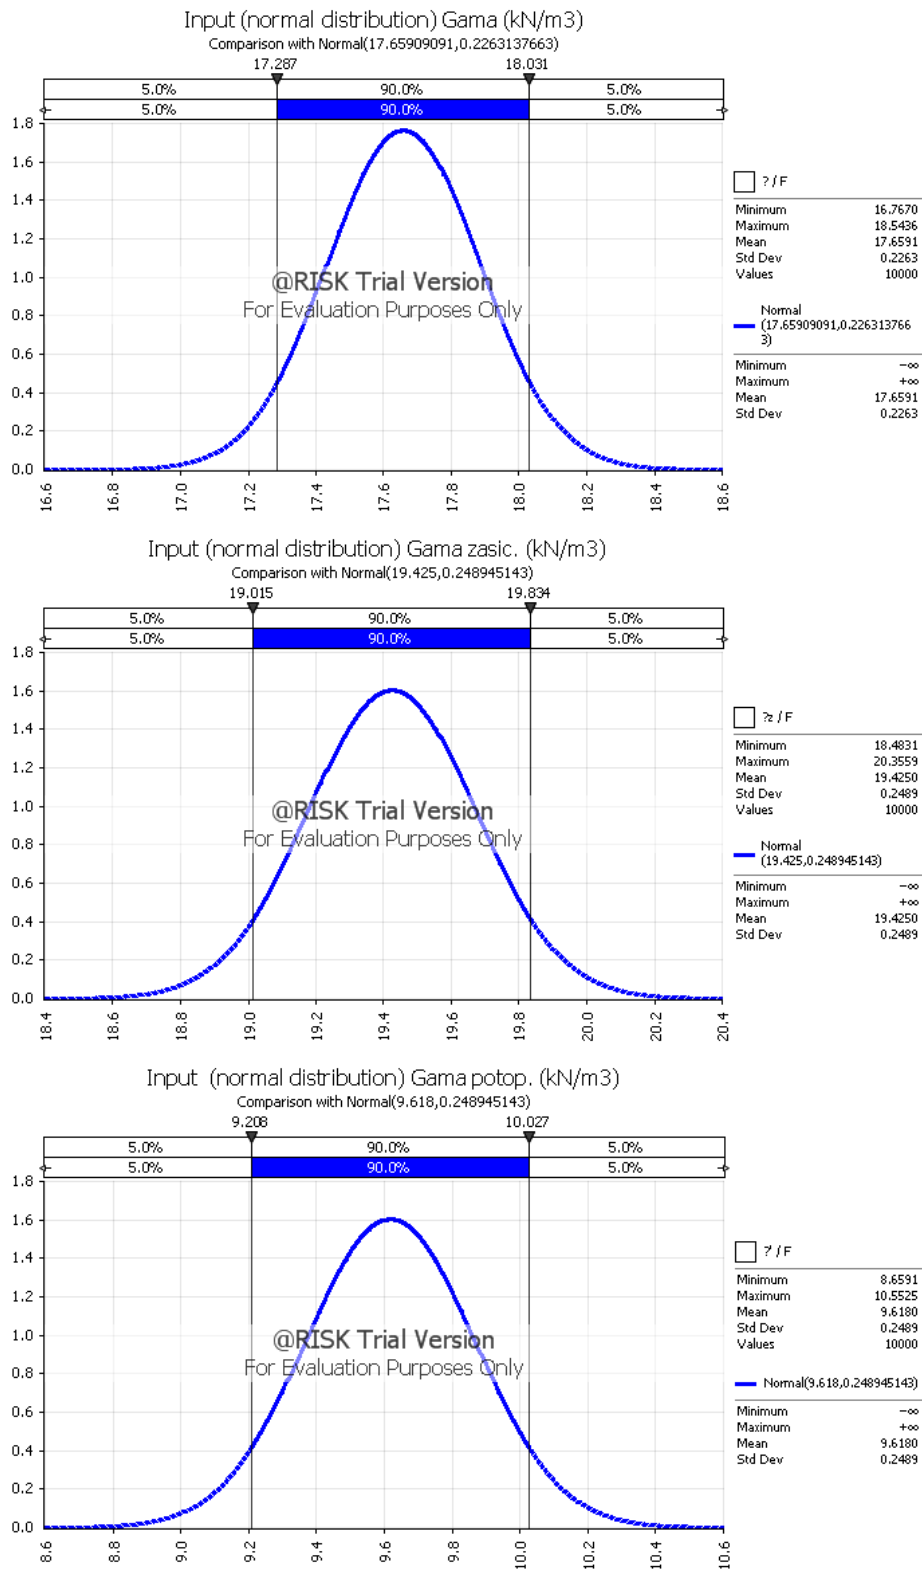 Input (normal distribution) Gama (kN/m3)
Comparison with Normal(17.65909091,0.2263137663)
17.287 18.031
5.0% 90.0% 5.0%
5.0% 90.0% 5.0%
1.8
1.6
1.4
1.2
1.0
0.8
0.6
0.4
0.2
0.0
16.6 16.8 17.0 17.2 17.4 17.6 17.8 18.0 18.2 18.4 18.6
@RISK Trial Version
For Evaluation Purposes Only
? / F
Minimum 16.7670
Maximum 18.5436
Mean 17.6591
Std Dev 0.2263
Values 10000
Normal
(17.65909091,0.226313766
3)
Minimum −∞
Maximum +∞
Mean 17.6591
Std Dev 0.2263
Input (normal distribution) Gama zasic. (kN/m3)
Comparison with Normal(19.425,0.248945143)
19.015 19.834
5.0% 90.0% 5.0%
5.0% 90.0% 5.0%
1.8
1.6
1.4
1.2
1.0
0.8
0.6
0.4
0.2
0.0
18.4 18.6 18.8 19.0 19.2 19.4 19.6 19.8 20.0 20.2 20.4
@RISK Trial Version
For Evaluation Purposes Only
?z / F
Minimum 18.4831
Maximum 20.3559
Mean 19.4250
Std Dev 0.2489
Values 10000
Normal
(19.425,0.248945143)
Minimum −∞
Maximum +∞
Mean 19.4250
Std Dev 0.2489
Input (normal distribution) Gama potop. (kN/m3)
Comparison with Normal(9.618,0.248945143)
9.208 10.027
5.0% 90.0% 5.0%
5.0% 90.0% 5.0%
1.8
1.6
1.4
1.2
1.0
0.8
0.6
0.4
0.2
0.0
8.6 8.8 9.0 9.2 9.4 9.6 9.8 10.0 10.2 10.4 10.6
@RISK Trial Version
For Evaluation Purposes Only
?' / F
Minimum 8.6591
Maximum 10.5525
Mean 9.6180
Std Dev 0.2489
Values 10000
Normal(9.618,0.248945143)
Minimum −∞
Maximum +∞
Mean 9.6180
Std Dev 0.2489